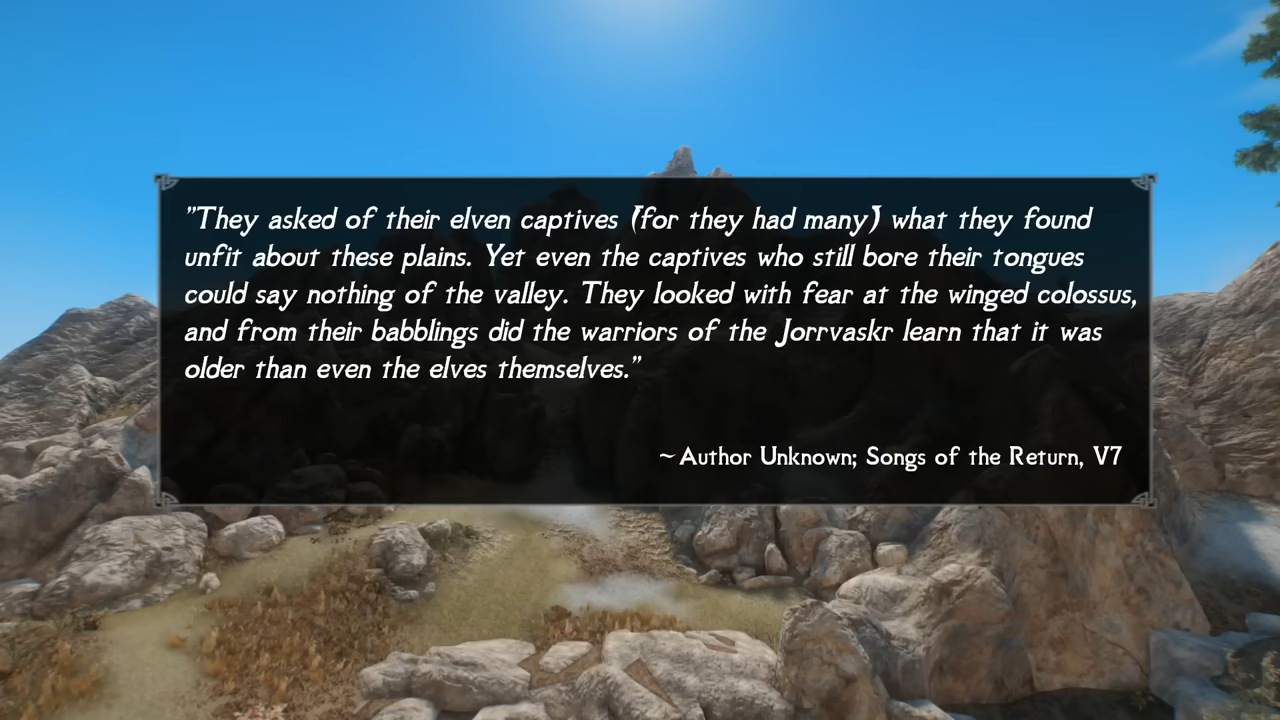 "They asked of their elven captives (for they had many) what they found
unfit about these plains. Yet even the captives who still bore their tongues
could say nothing of the valley. They looked with fear at the winged colossus,
and from their babblings did the warriors of the Jorrvaskr learn that it was
older than even the elves themselves."
~Author Unknown; Songs of the Return, V7